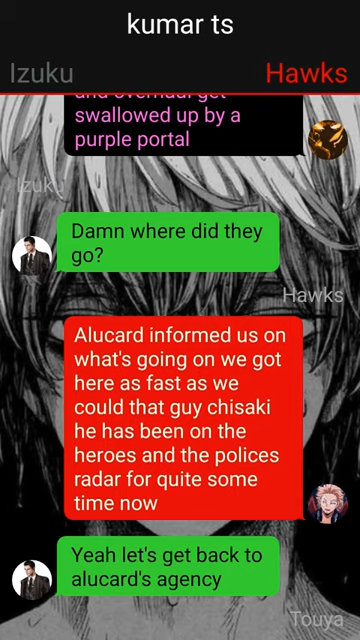 kumar ts
Izuku
Hawks
and overhaul get
swallowed up by a
purple portal
Izuku
Damn where did they
go?
Hawks
Alucard informed us on
what's going on we got
here as fast as we
could that guy chisaki
he has been on the
heroes and the polices
radar for quite some
time now
Yeah let's get back to
alucard's agency
Touya